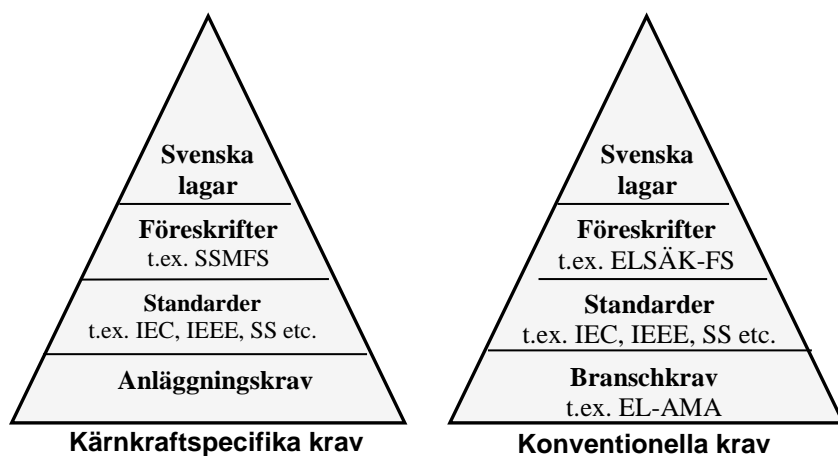 Svenska
lagar
Föreskrifter
t.ex. SSMFS
Standarder
t.ex. IEC, IEEE, SS etc.
Anläggningskrav
Kärnkraftspecifika krav
Svenska
lagar
Föreskrifter
t.ex. ELSÄK-FS
Standarder
t.ex. IEC, IEEE, SS etc.
Branschkrav
t.ex. EL-AMA
Konventionella krav